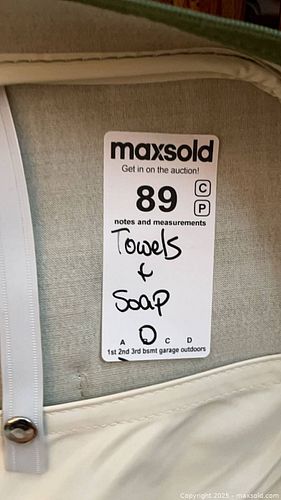 maxsold
Get in on the auction!
89
C
P
notes and measurements
Towels
&
Soap
A B C D
1st 2nd 3rd bsmt garage outdoors
Copyright 2025 - maxsold.com